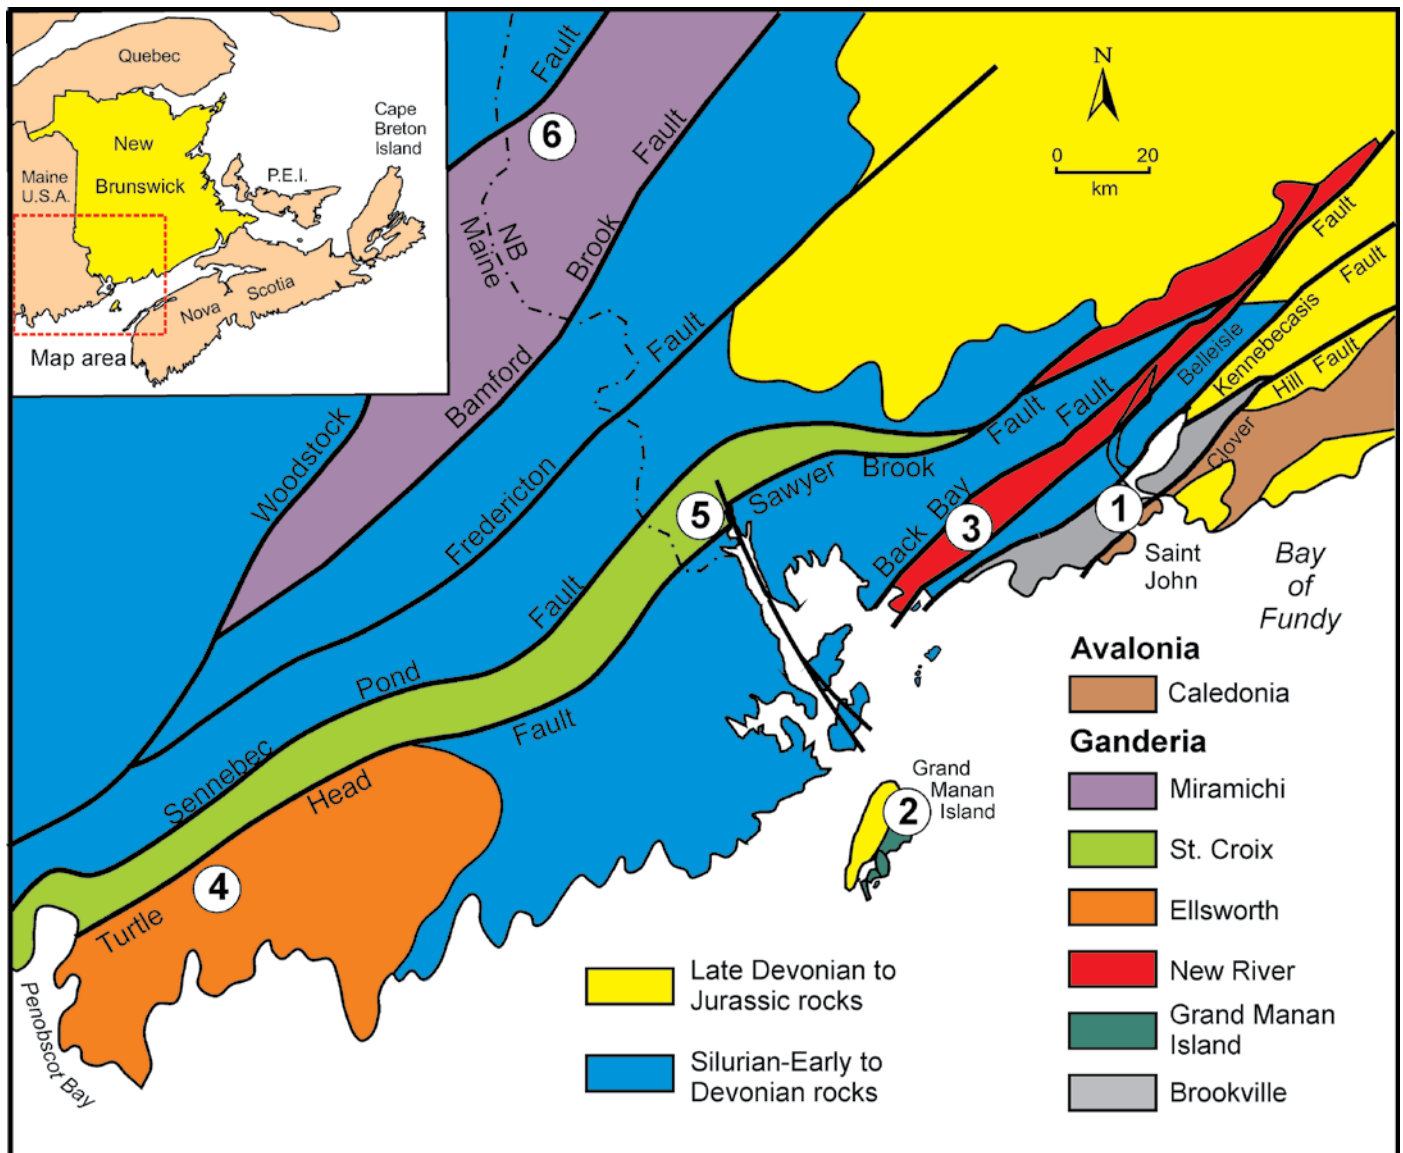 Quebec
New
Brunswick
Maine
U.S.A.
P.E.I.
Cape
Breton
Island
Nova
Scotia
Map area
N
0 20
km
Fault
6
Fault
Brook
Bamford
NB
Maine
Woodstock
Fault
Fredericton
Fault
Kennebecasis
Fault
Belleisle
Hill Fault
Clover
Fault
Back Bay
Fault
Sawyer
Brook
Fault
5
3
1
Saint
John
Bay
of
Fundy
Fault
Pond
Sennebec
Turtle
Head
Fault
4
Penobscot Bay
Grand
Manan
Island
2
Late Devonian to
Jurassic rocks
Silurian-Early to
Devonian rocks
Avalonia
Caledonia
Ganderia
Miramichi
St. Croix
Ellsworth
New River
Grand Manan
Island
Brookville